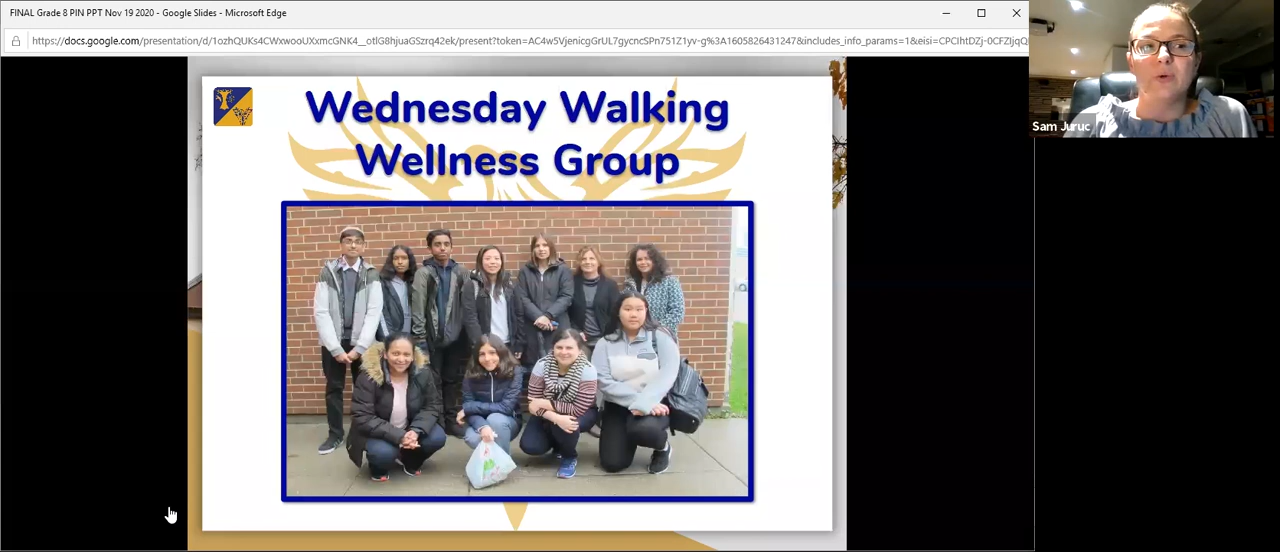 FINAL Grade 8 PIN PPT Nov 19 2020 - Google Slides - Microsoft Edge
Wednesday Walking
Wellness Group
Sam Juruc